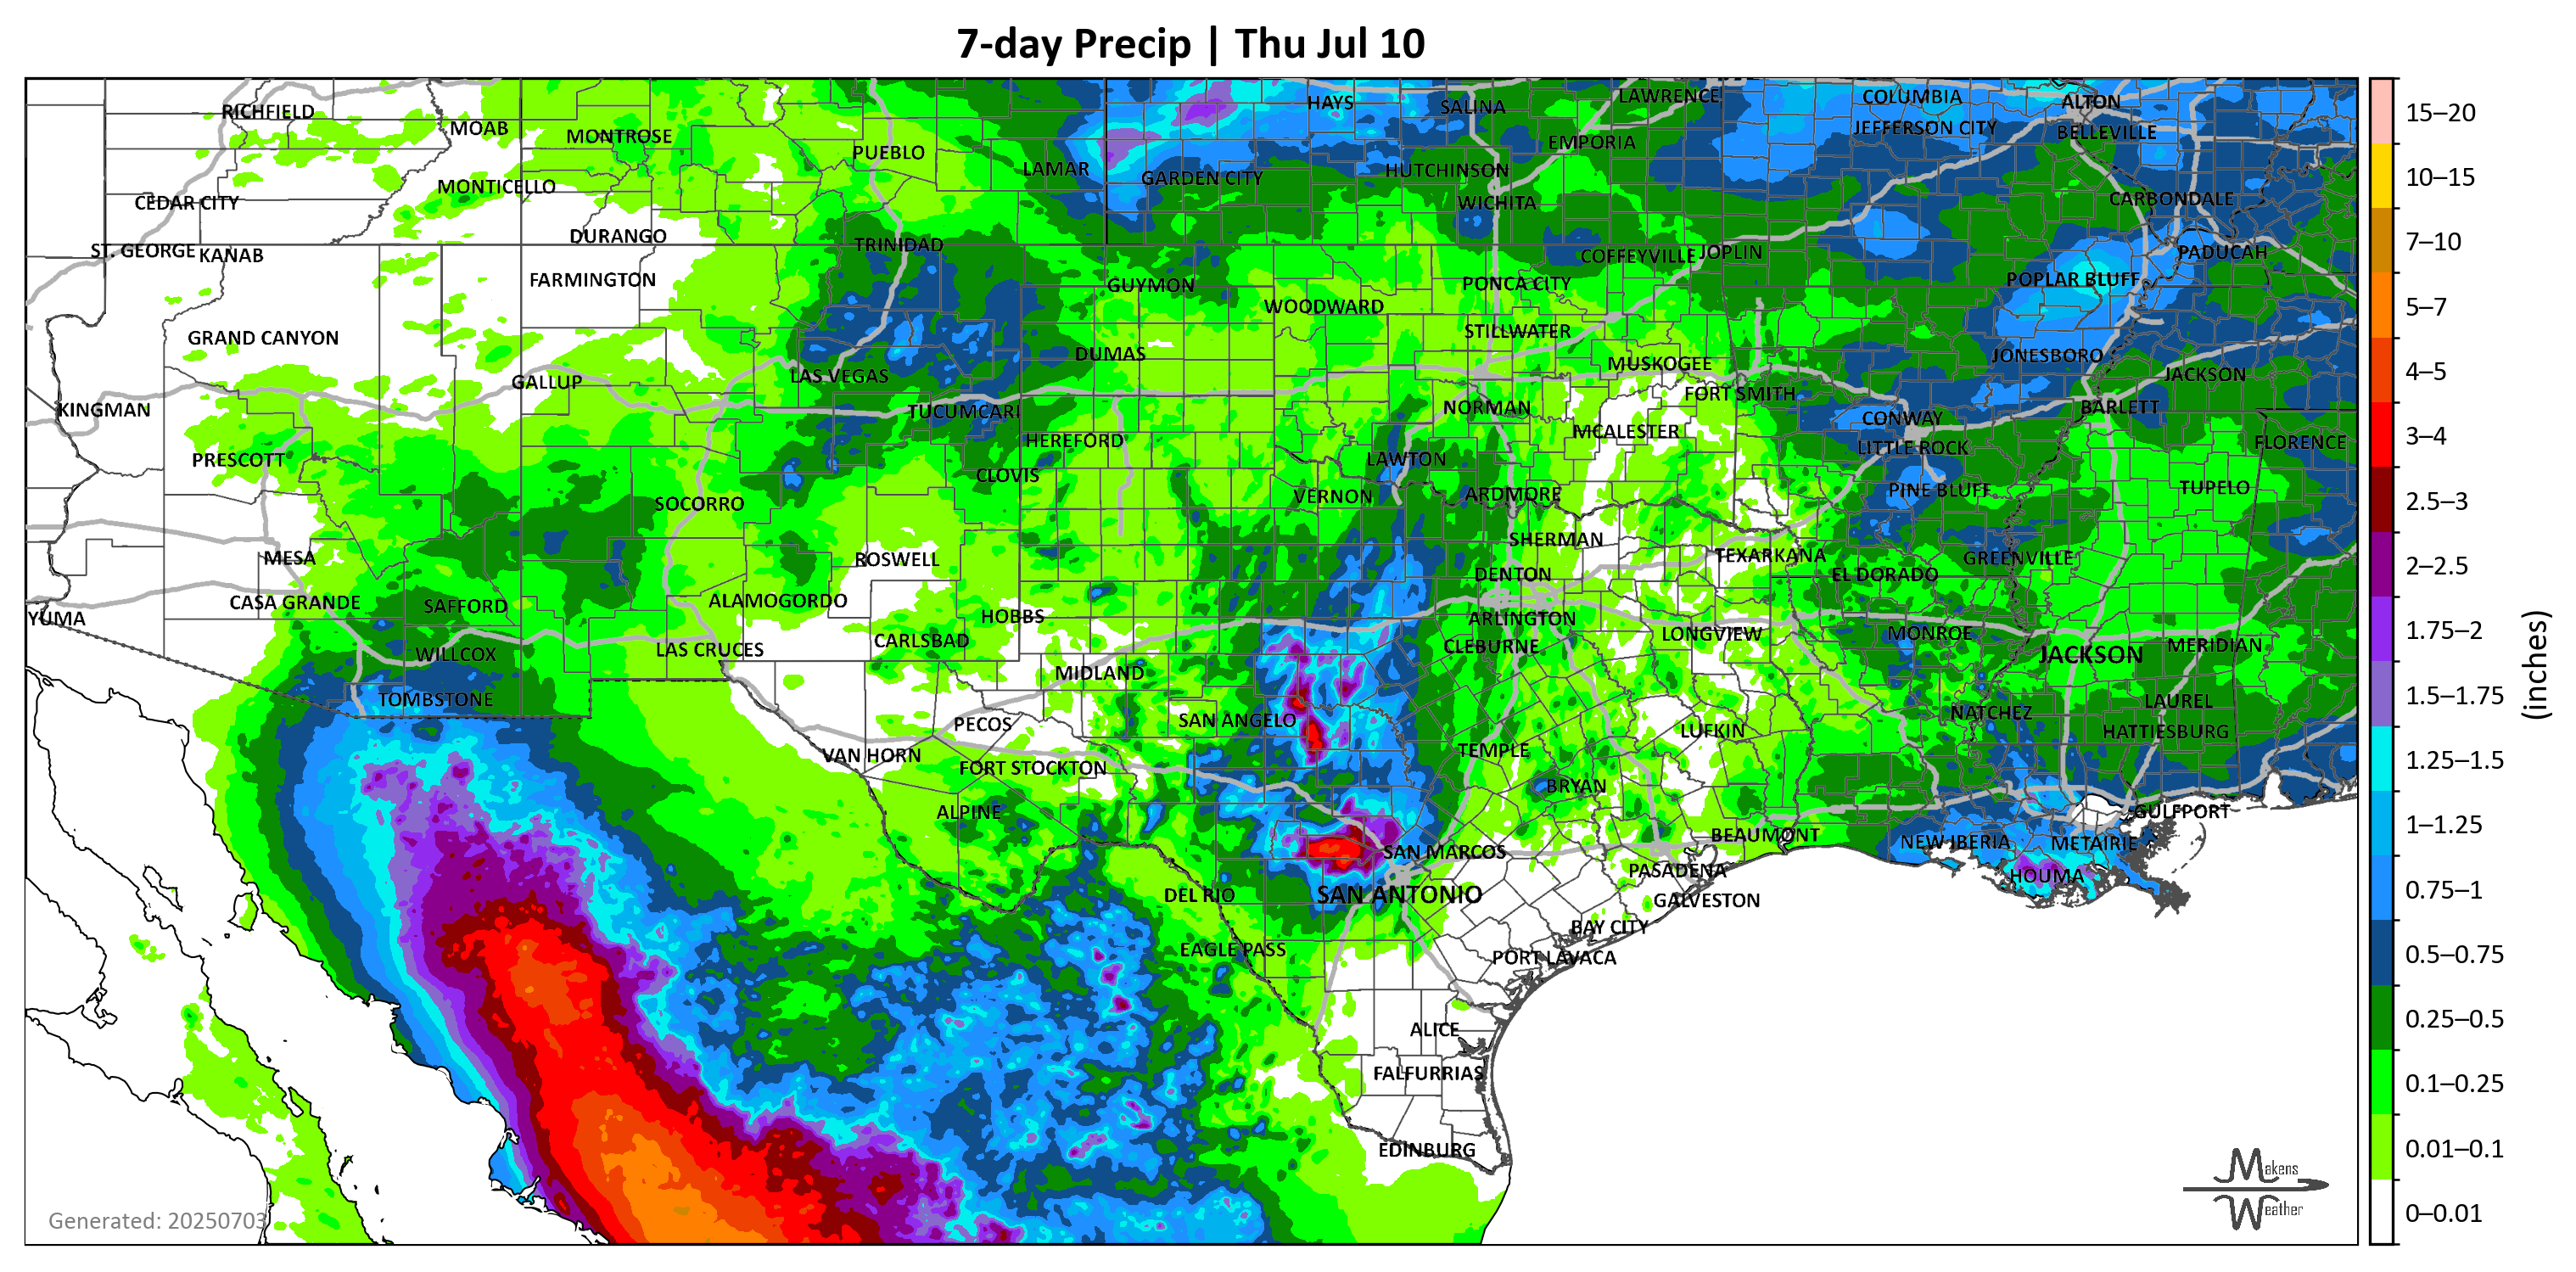 7-day Precip | Thu Jul 10
RICHFIELD
MOAB
MONTROSE
PUEBLO
LAMAR
GARDEN CITY
HAYS
SALINA
LAWRENCE
EMPORIA
HUTCHINSON
WICHITA
COLUMBIA
JEFFERSON CITY
ALTON
BELLEVILLE
CARBONDALE
PADUCAH
MONTICELLO
CEDAR CITY
ST. GEORGE
KANAB
DURANGO
FARMINGTON
TRINIDAD
GUYMON
WOODWARD
PONCA CITY
COFFEYVILLE
JOPLIN
POPLAR BLUFF
STILLWATER
GRAND CANYON
DUMAS
MUSKOGEE
FORT SMITH
JONESBORO
JACKSON
GALLUP
LAS VEGAS
KINGMAN
TUCUMCARI
NORMAN
CONWAY
BARLETT
HEREFORD
MCALESTER
LITTLE ROCK
FLORENCE
PRESCOTT
CLOVIS
LAWTON
SOCORRO
VERNON
ARDMORE
PINE BLUFF
TUPELO
MESA
ROSWELL
SHERMAN
TEXARKANA
GREENVILLE
DENTON
EL DORADO
YUMA
CASA GRANDE
SAFFORD
ALAMOGORDO
HOBBS
ARLINGTON
CARLSBAD
LONGVIEW
MONROE
WILLCOX
LAS CRUCES
CLEBURNE
JACKSON
MERIDIAN
MIDLAND
TOMBSTONE
SAN ANGELO
PECOS
NATCHEZ
LAUREL
LUFKIN
HATTIESBURG
VAN HORN
FORT STOCKTON
TEMPLE
BRYAN
ALPINE
GULFPORT
BEAUMONT
NEW IBERIA
METAIRIE
SAN MARCOS
PASADENA
HOUMA
DEL RIO
SAN ANTONIO
GALVESTON
BAY CITY
EAGLE PASS
PORT LAVACA
ALICE
FALFURRIAS
EDINBURG
Generated: 20250703
Makens
Weather
15–20
10–15
7–10
5–7
4–5
3–4
2.5–3
2–2.5
1.75–2
1.5–1.75
1.25–1.5
1–1.25
0.75–1
0.5–0.75
0.25–0.5
0.1–0.25
0.01–0.1
0–0.01
(inches)